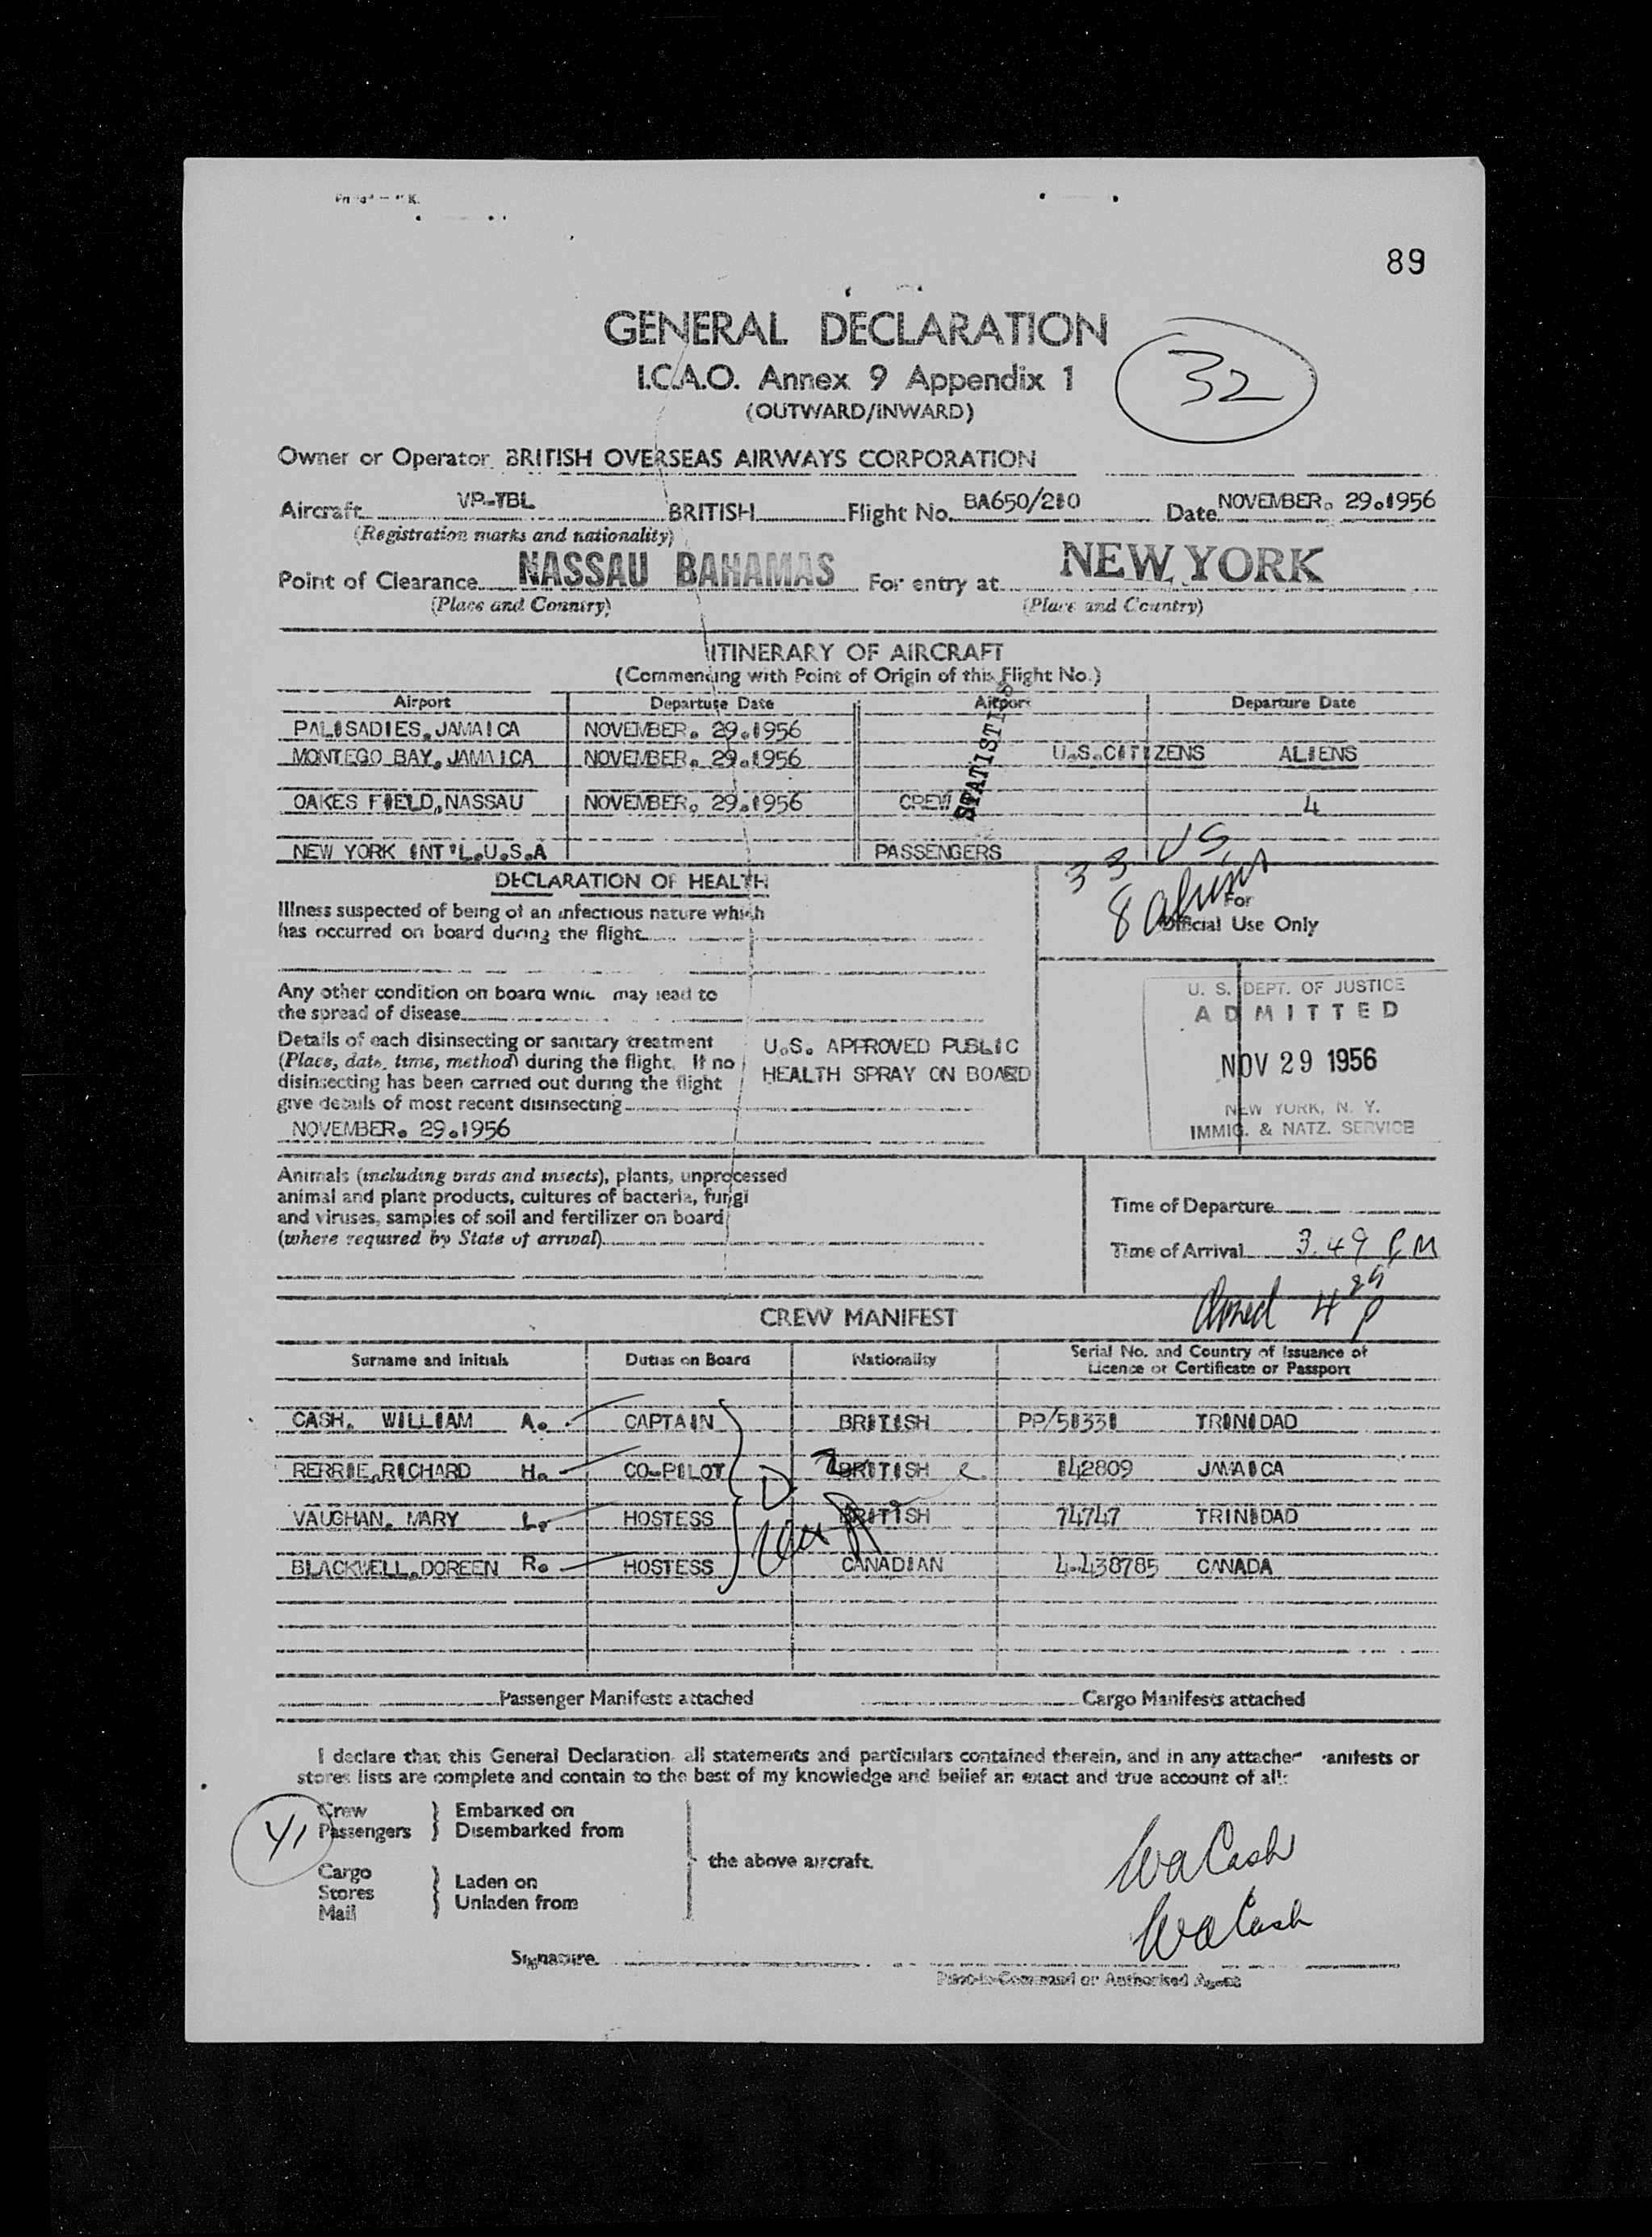 89
GENERAL DECLARATION
I.C.A.O. Annex 9 Appendix 1
(OUTWARD/INWARD)
32
Owner or Operator BRITISH OVERSEAS AIRWAYS CORPORATION
Aircraft VP-TBL BRITISH Flight No. BA650/210 Date NOVEMBER. 29.1956
(Registration marks and nationality)
Point of Clearance NASSAU BAHAMAS For entry at NEW YORK
(Place and Country) (Place and Country)
ITINERARY OF AIRCRAFT
(Commencing with Point of Origin of this Flight No.)
Airport Departure Date Airport Departure Date
PALISADIES, JAMAICA NOVEMBER. 29.1956
MONTEGO BAY, JAMAICA NOVEMBER. 29.1956 U.S.CITIZENS ALIENS
STATISTICS
OAKES FIELD, NASSAU NOVEMBER. 29.1956 CREW 4
NEW YORK INT'L.U.S.A PASSENGERS
33 US
8 aliens
DECLARATION OF HEALTH
Illness suspected of being of an infectious nature which
has occurred on board during the flight
For
Official Use Only
Any other condition on board which may lead to
the spread of disease
Details of each disinsecting or sanitary treatment
(Place, date, time, method) during the flight. If no
disinsecting has been carried out during the flight
give details of most recent disinsecting
U.S. APPROVED PUBLIC
HEALTH SPRAY ON BOARD
NOVEMBER. 29.1956
U. S. DEPT. OF JUSTICE
ADMITTED
NOV 29 1956
NEW YORK, N. Y.
IMMIG. & NATZ. SERVICE
Animals (including birds and insects), plants, unprocessed
animal and plant products, cultures of bacteria, fungi
and viruses, samples of soil and fertilizer on board
(where required by State of arrival)
Time of Departure
Time of Arrival 3.49 PM
CREW MANIFEST
Surname and Initials Duties on Board Nationality Serial No. and Country of Issuance of
Licence or Certificate or Passport
CASH. WILLIAM A. CAPTAIN BRITISH PP/51331 TRINIDAD
RERRIE, RICHARD H. CO-PILOT BRITISH 142809 JAMAICA
VAUGHAN. MARY L. HOSTESS BRITISH 74747 TRINIDAD
BLACKWELL, DOREEN R. HOSTESS CANADIAN 4-438785 CANADA
Passenger Manifests attached Cargo Manifests attached
I declare that this General Declaration, all statements and particulars contained therein, and in any attached manifests or
stores lists are complete and contain to the best of my knowledge and belief an exact and true account of all:
41
Crew Passengers } Embarked on Disembarked from
Cargo Stores Mail } Laden on Unladen from
the above aircraft.
WA Cash
WA Cash
Signature
Pilot-in-Command or Authorised Agent